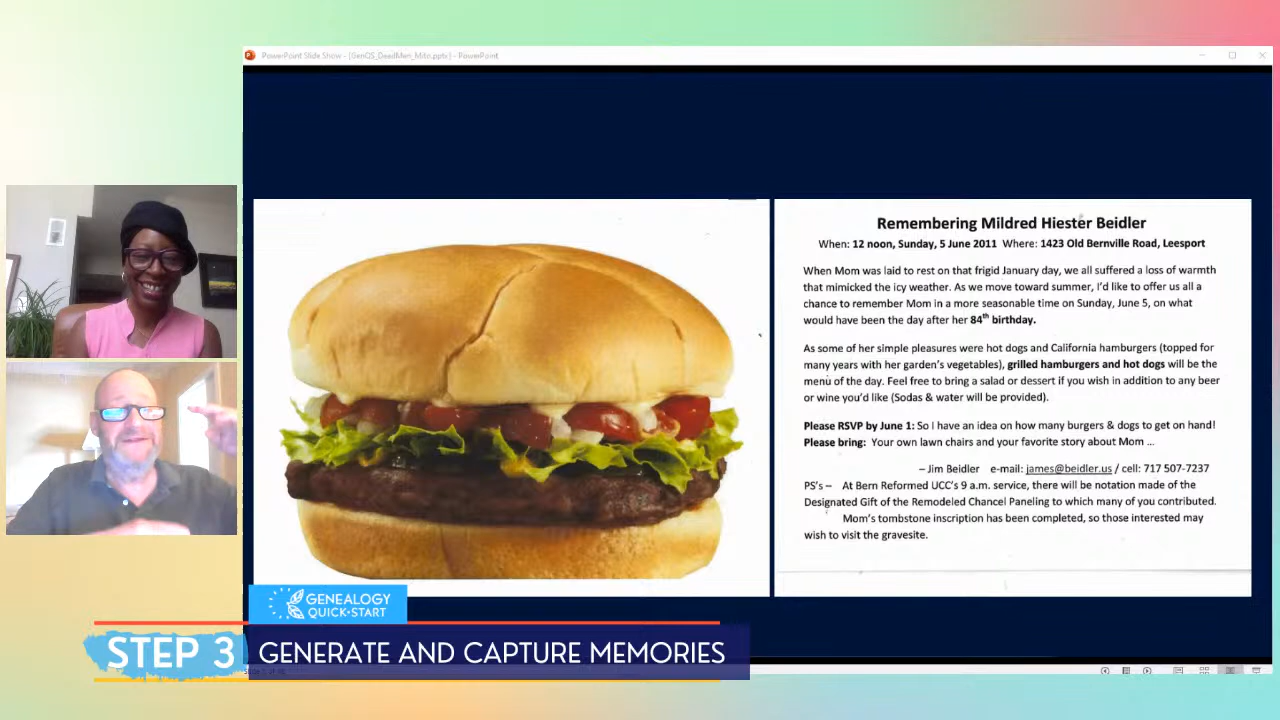 PowerPoint Slide Show - [GenQS_DeadMen_Mito.pptx] - PowerPoint
Remembering Mildred Hiester Beidler
When: 12 noon, Sunday, 5 June 2011 Where: 1423 Old Bernville Road, Leesport
When Mom was laid to rest on that frigid January day, we all suffered a loss of warmth
that mimicked the icy weather. As we move toward summer, I'd like to offer us all a
chance to remember Mom in a more seasonable time on Sunday, June 5, on what
would have been the day after her 84th birthday.
As some of her simple pleasures were hot dogs and California hamburgers (topped for
many years with her garden's vegetables), grilled hamburgers and hot dogs will be the
menu of the day. Feel free to bring a salad or dessert if you wish in addition to any beer
or wine you'd like (Sodas & water will be provided).
Please RSVP by June 1: So I have an idea on how many burgers & dogs to get on hand!
Please bring: Your own lawn chairs and your favorite story about Mom ...
– Jim Beidler e-mail: james@beidler.us / cell: 717 507-7237
PS's – At Bern Reformed UCC's 9 a.m. service, there will be notation made of the
Designated Gift of the Remodeled Chancel Paneling to which many of you contributed.
Mom's tombstone inscription has been completed, so those interested may
wish to visit the gravesite.
GENEALOGY
QUICK•START
STEP 3 GENERATE AND CAPTURE MEMORIES